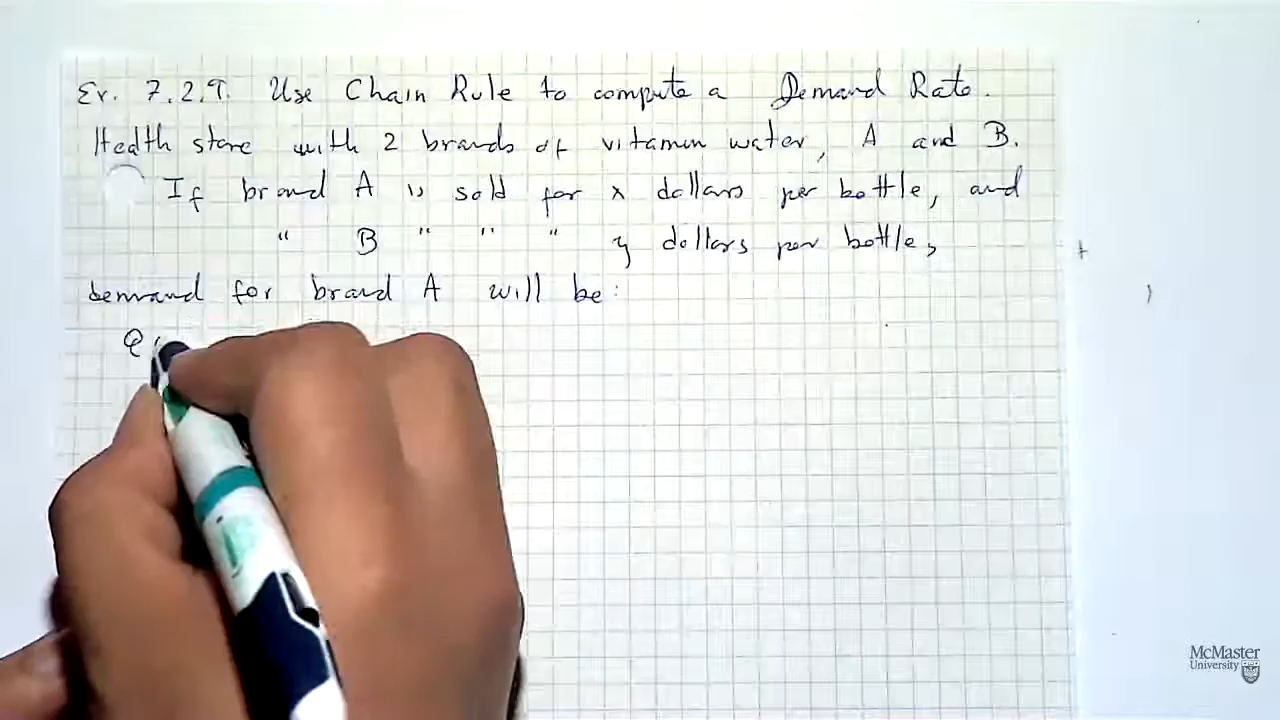 Ex. 7.2.9. Use Chain Rule to compute a Demand Rate.
Health store with 2 brands of vitamin water, A and B.
If brand A is sold for x dollars per bottle, and
" B " " " y dollars per bottle,
demand for brand A will be:
Q(
McMaster
University